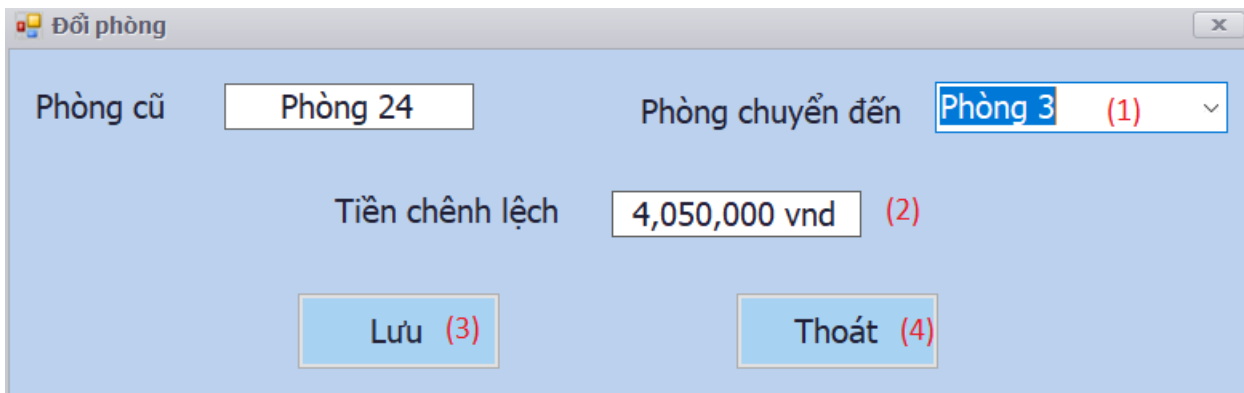 Đổi phòng
Phòng cũ Phòng 24 Phòng chuyển đến Phòng 3 (1)
Tiền chênh lệch 4,050,000 vnd (2)
Lưu (3) Thoát (4)